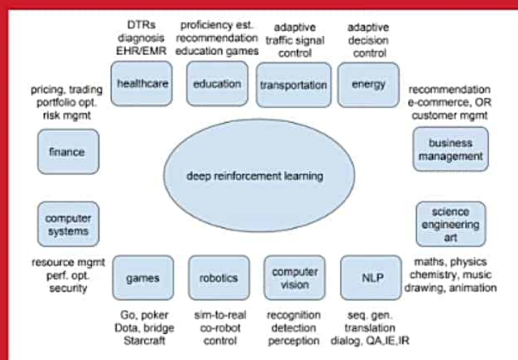 DTRs
diagnosis
EHR/EMR
proficiency est.
recommendation
education games
adaptive
traffic signal
control
adaptive
decision
control
healthcare
education
transportation
energy
pricing, trading
portfolio opt.
risk mgmt
recommendation
e-commerce, OR
customer mgmt
finance
business
management
deep reinforcement learning
computer
systems
science
engineering
art
resource mgmt
perf. opt.
security
maths, physics
chemistry, music
drawing, animation
games
robotics
computer
vision
NLP
Go, poker
Dota, bridge
Starcraft
sim-to-real
co-robot
control
recognition
detection
perception
seq. gen.
translation
dialog, QA,IE,IR